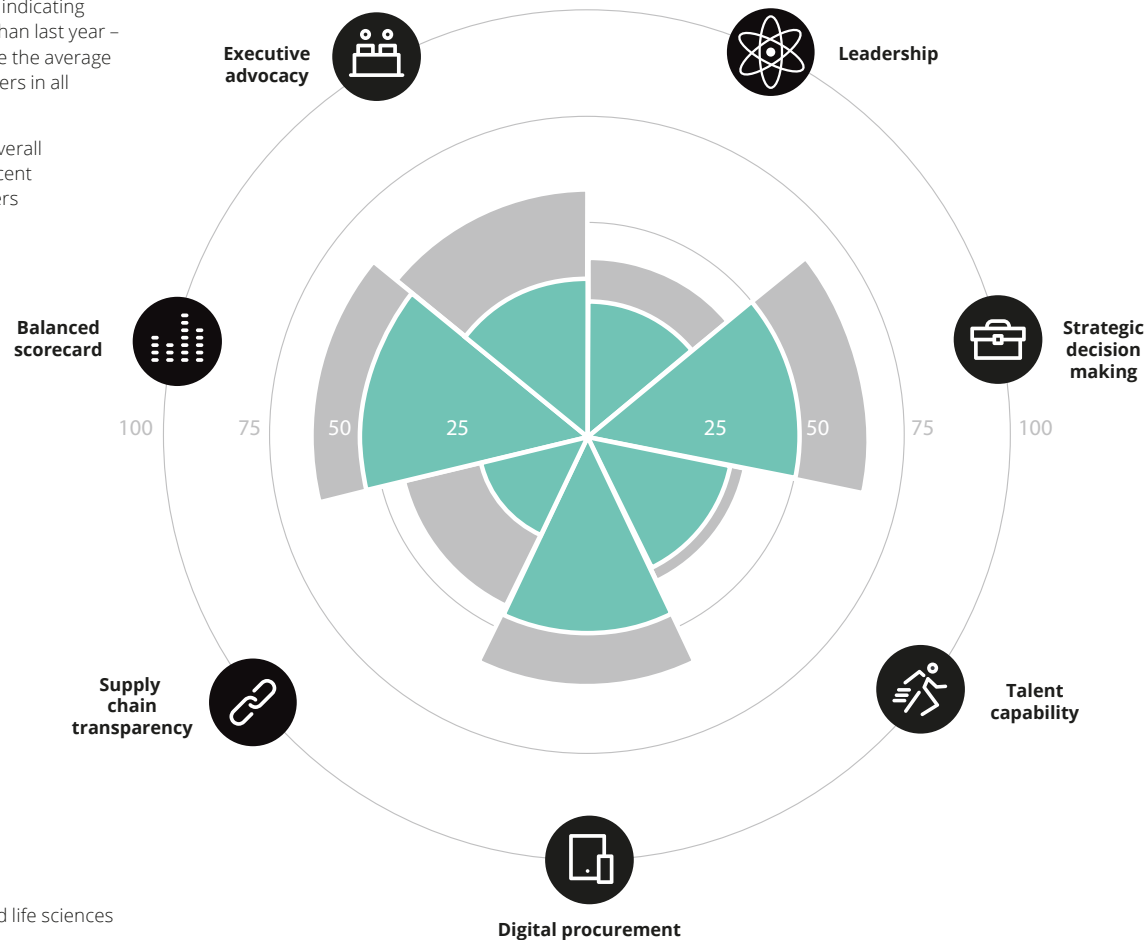 indicating
han last year –
e the average
ers in all
verall
cent
ers
Executive
advocacy
Leadership
Balanced
scorecard
Strategic
decision
making
100 75 50 25 25 50 75 100
Supply
chain
transparency
Talent
capability
Digital procurement
d life sciences